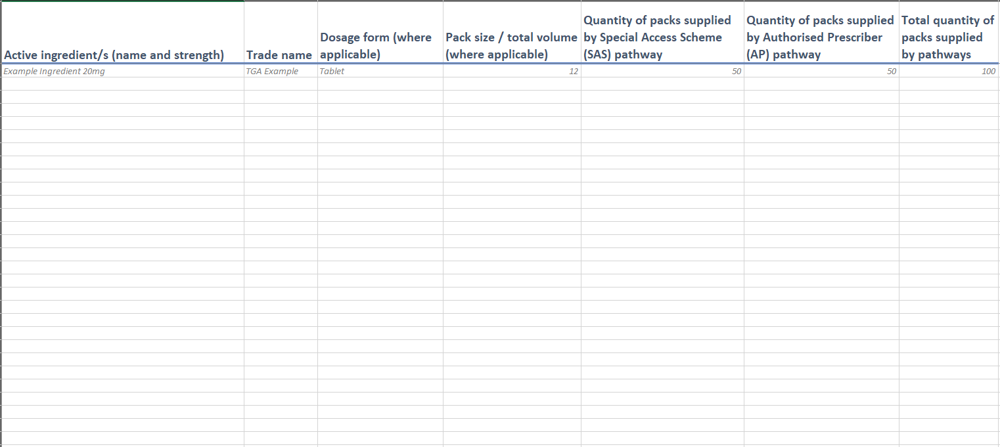 Active ingredient/s (name and strength)
Trade name
Dosage form (where
applicable)
Pack size / total volume
(where applicable)
Quantity of packs supplied
by Special Access Scheme
(SAS) pathway
Quantity of packs supplied
by Authorised Prescriber
(AP) pathway
Total quantity of
packs supplied
by pathways
Example Ingredient 20mg
TGA Example
Tablet
12
50
50
100